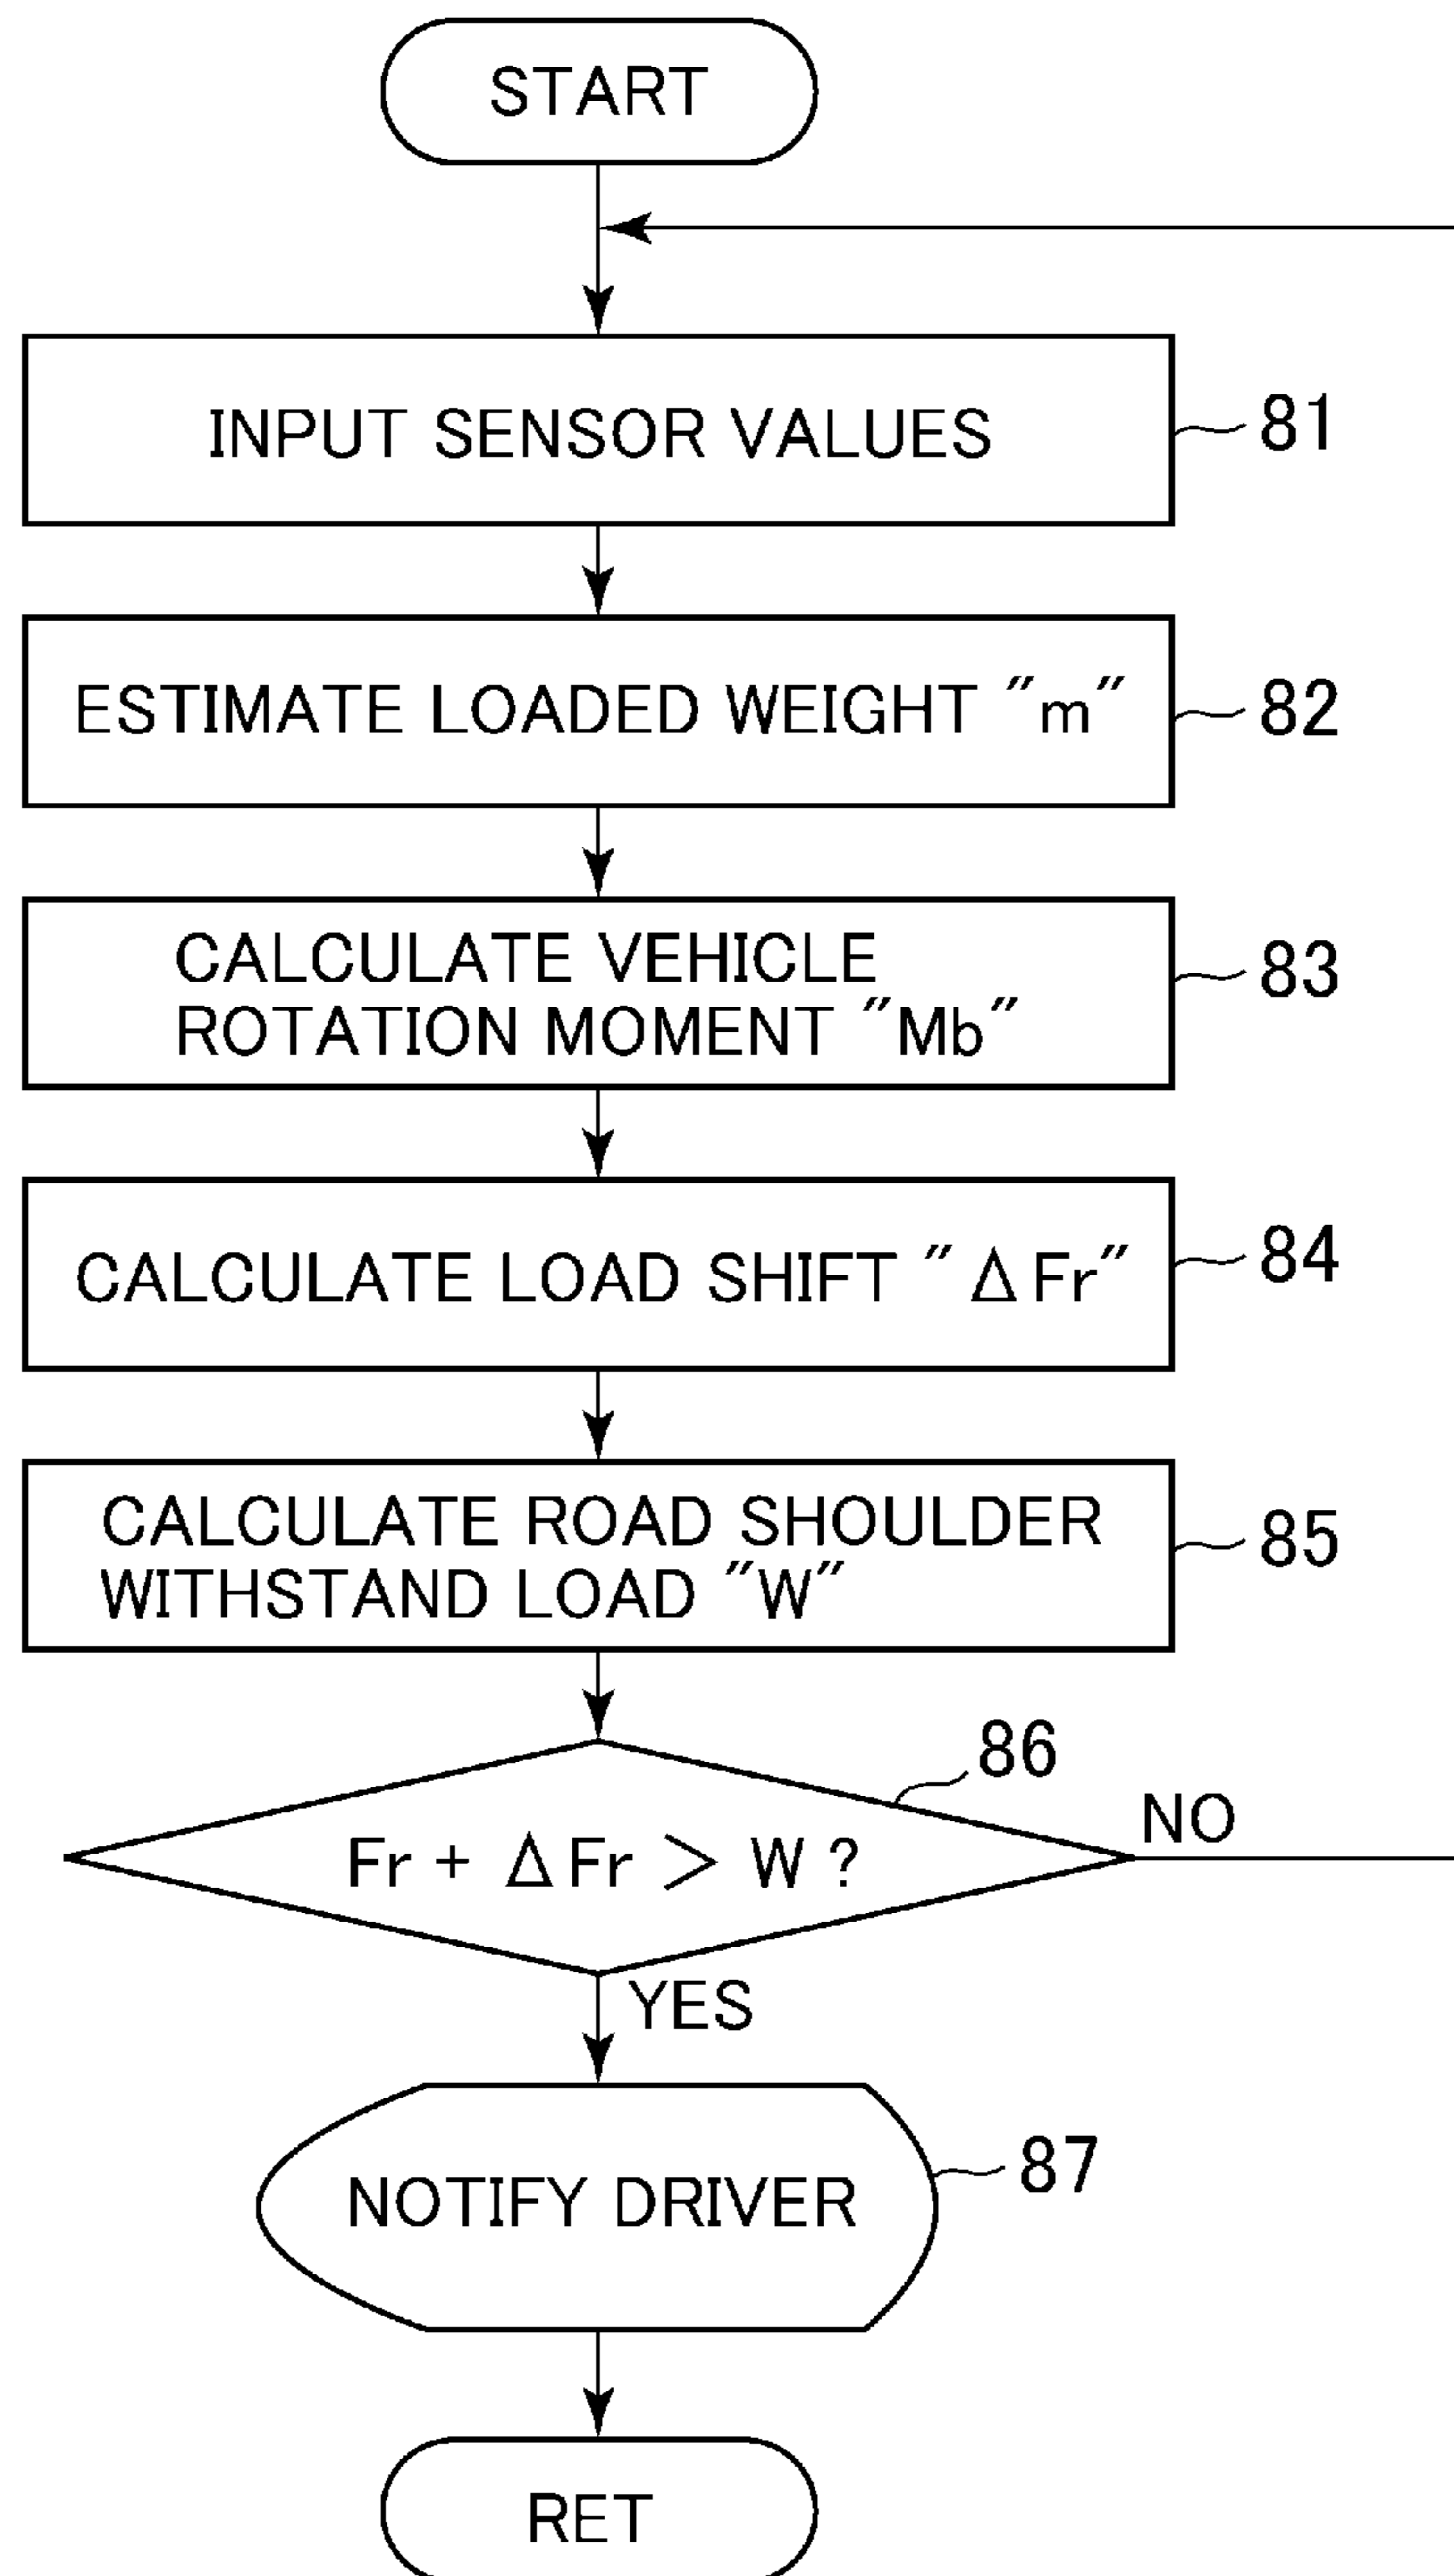 START
INPUT SENSOR VALUES
81
ESTIMATE LOADED WEIGHT "m"
82
CALCULATE VEHICLE
ROTATION MOMENT "Mb"
83
CALCULATE LOAD SHIFT "ΔFr"
84
CALCULATE ROAD SHOULDER
WITHSTAND LOAD "W"
85
86
Fr + ΔFr > W ?
NO
YES
NOTIFY DRIVER
87
RET